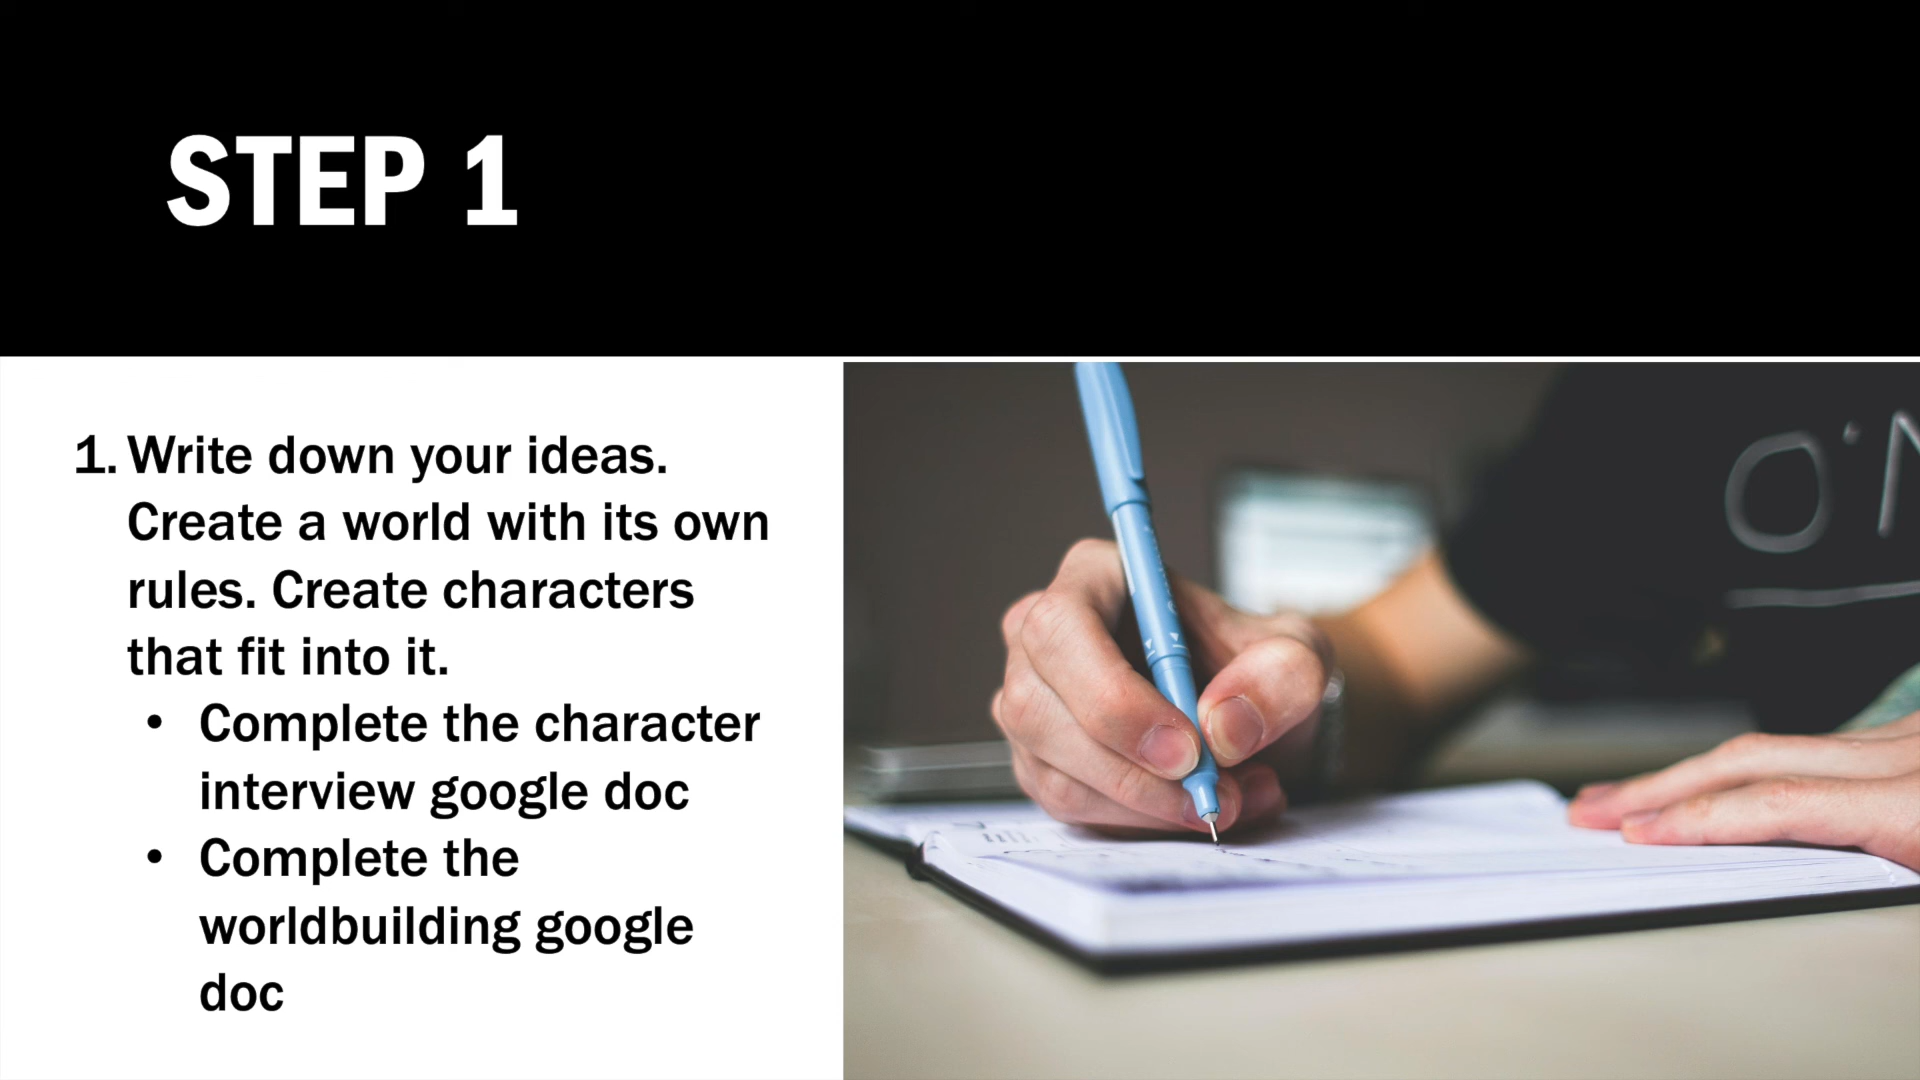 STEP 1
1. Write down your ideas.
Create a world with its own
rules. Create characters
that fit into it.
• Complete the character
interview google doc
• Complete the
worldbuilding google
doc